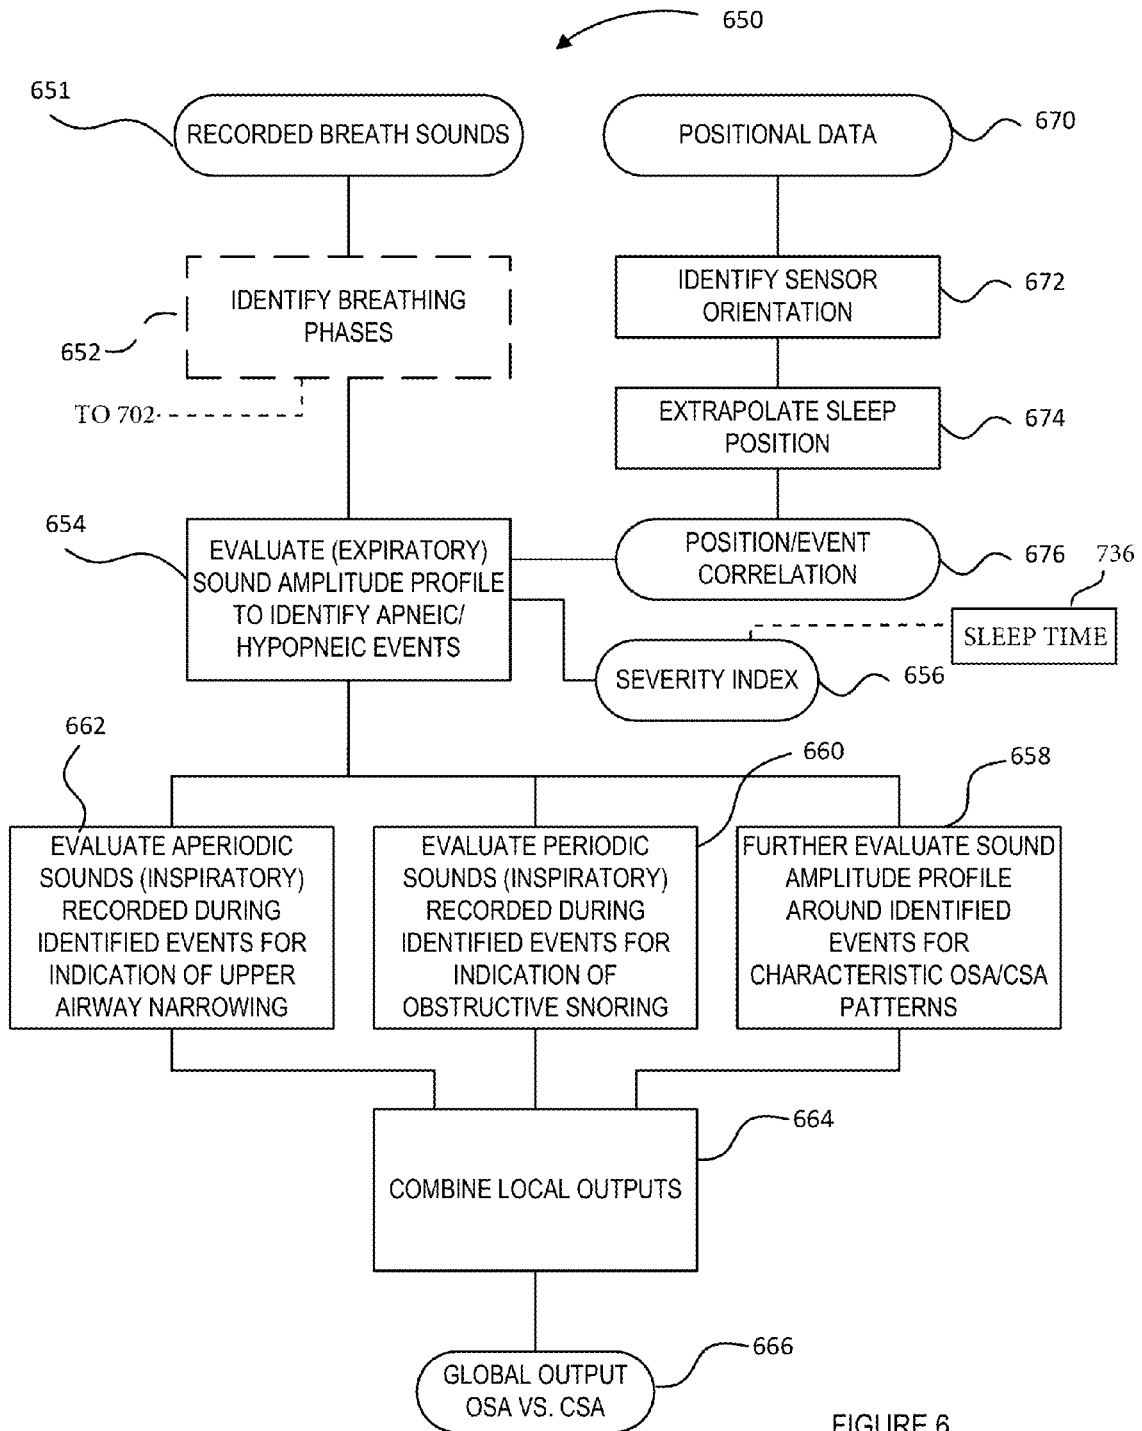 650
651
RECORDED BREATH SOUNDS
POSITIONAL DATA
670
IDENTIFY BREATHING
PHASES
652
TO 702
IDENTIFY SENSOR
ORIENTATION
672
EXTRAPOLATE SLEEP
POSITION
674
654
EVALUATE (EXPIRATORY)
SOUND AMPLITUDE PROFILE
TO IDENTIFY APNEIC/
HYPOPNEIC EVENTS
POSITION/EVENT
CORRELATION
676
736
SLEEP TIME
SEVERITY INDEX
656
662
660
658
EVALUATE APERIODIC
SOUNDS (INSPIRATORY)
RECORDED DURING
IDENTIFIED EVENTS FOR
INDICATION OF UPPER
AIRWAY NARROWING
EVALUATE PERIODIC
SOUNDS (INSPIRATORY)
RECORDED DURING
IDENTIFIED EVENTS FOR
INDICATION OF
OBSTRUCTIVE SNORING
FURTHER EVALUATE SOUND
AMPLITUDE PROFILE
AROUND IDENTIFIED
EVENTS FOR
CHARACTERISTIC OSA/CSA
PATTERNS
664
COMBINE LOCAL OUTPUTS
666
GLOBAL OUTPUT
OSA VS. CSA
FIGURE 6